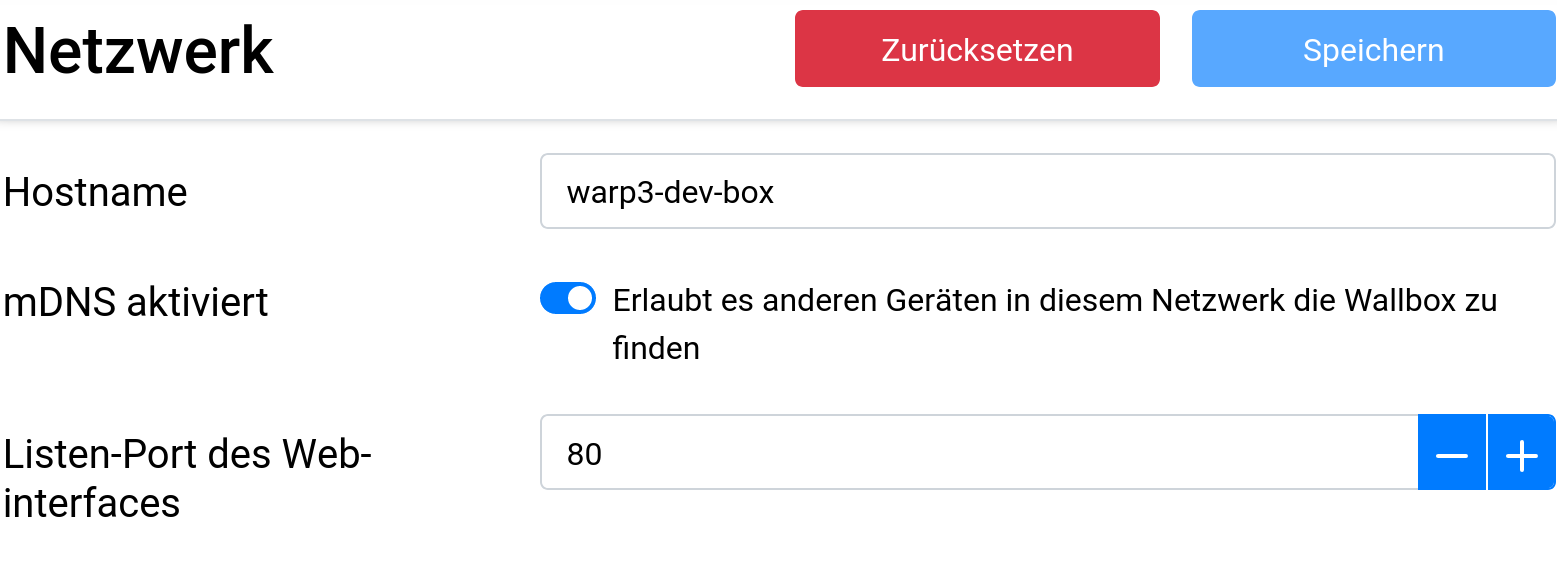 Netzwerk
Zurücksetzen
Speichern
Hostname
warp3-dev-box
mDNS aktiviert
Erlaubt es anderen Geräten in diesem Netzwerk die Wallbox zu
finden
Listen-Port des Web-
interfaces
80